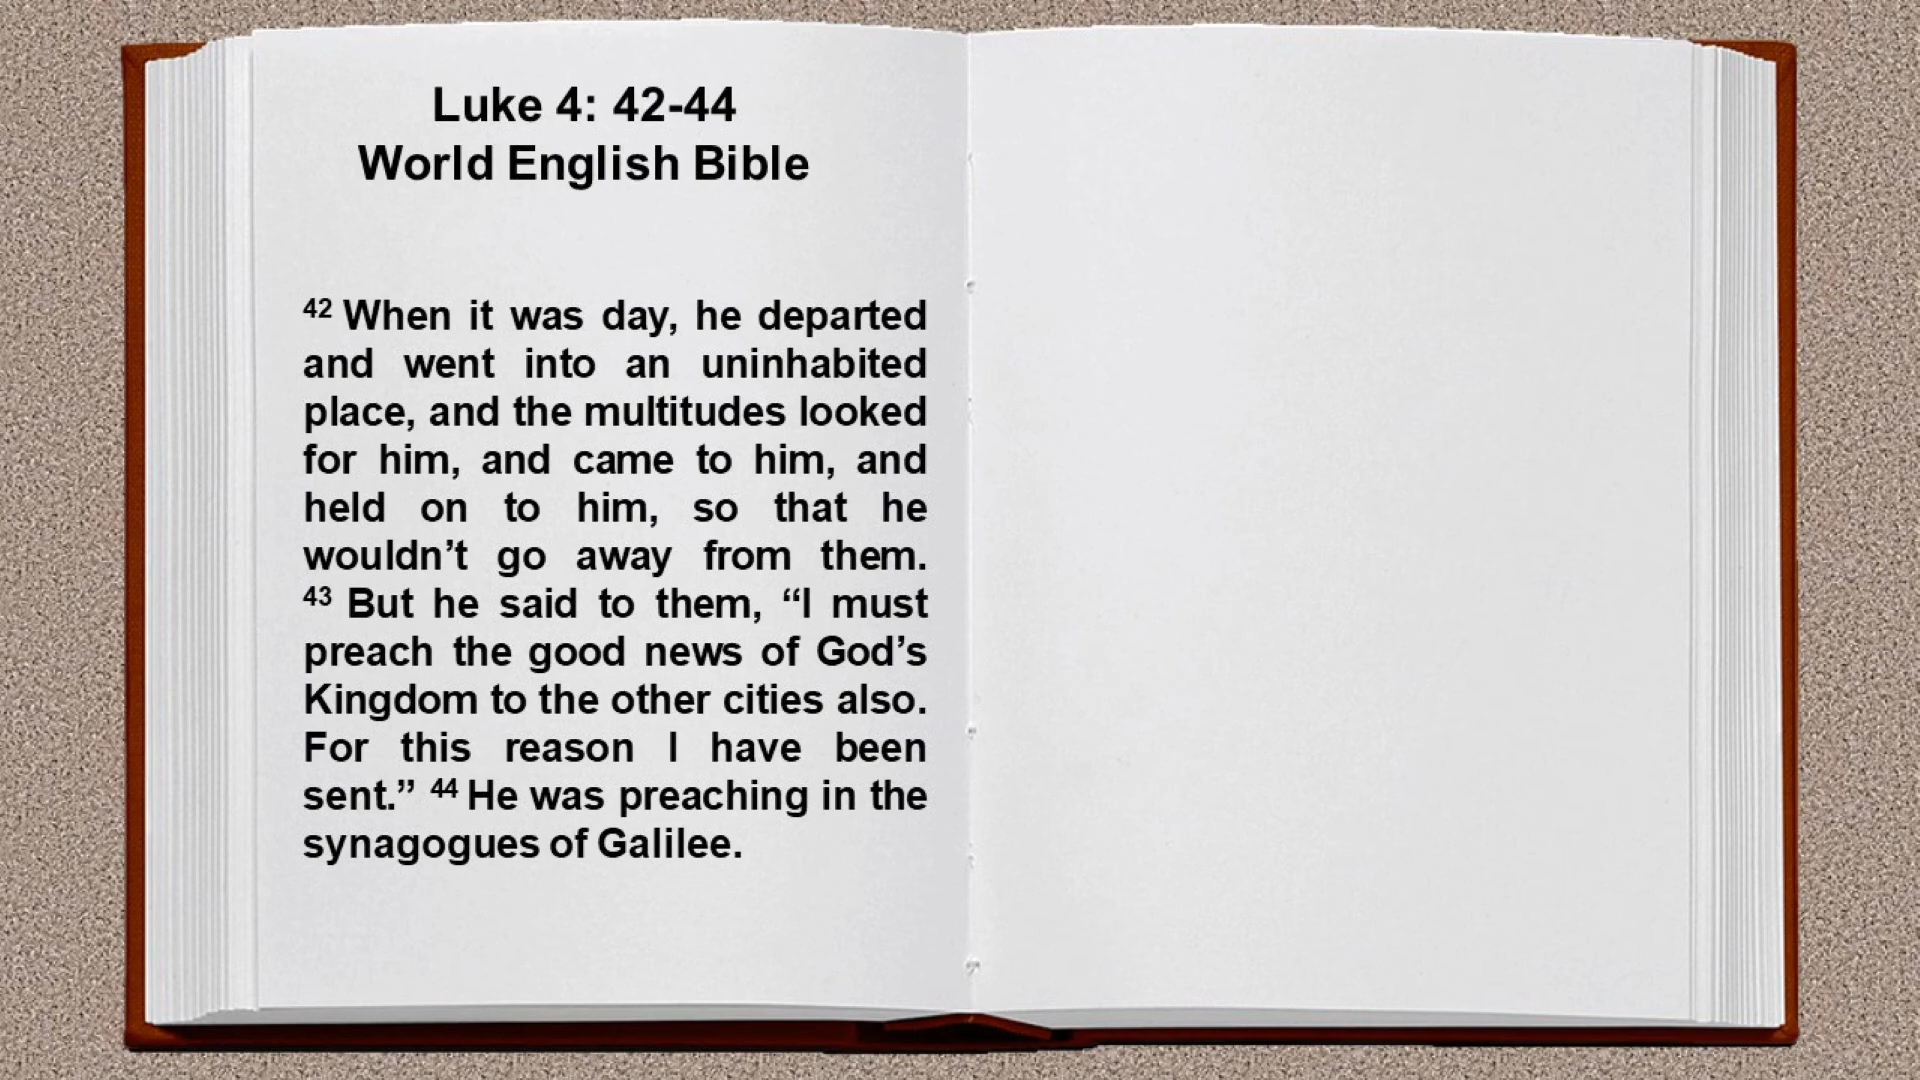 Luke 4: 42-44
World English Bible
42 When it was day, he departed
and went into an uninhabited
place, and the multitudes looked
for him, and came to him, and
held on to him, so that he
wouldn’t go away from them.
43 But he said to them, “I must
preach the good news of God’s
Kingdom to the other cities also.
For this reason I have been
sent.” 44 He was preaching in the
synagogues of Galilee.